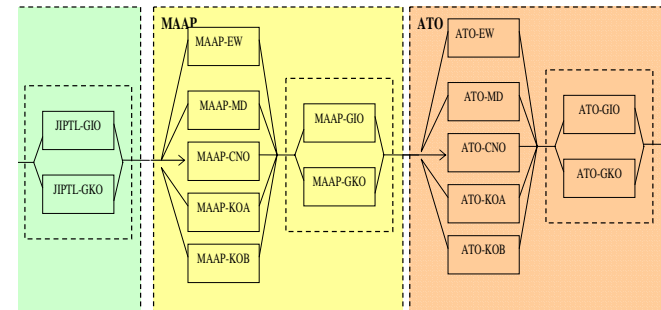 JIPTL-GIO
JIPTL-GKO
MAAP
MAAP-EW
MAAP-MD
MAAP-CNO
MAAP-KOA
MAAP-KOB
MAAP-GIO
MAAP-GKO
ATO
ATO-EW
ATO-MD
ATO-CNO
ATO-KOA
ATO-KOB
ATO-GIO
ATO-GKO